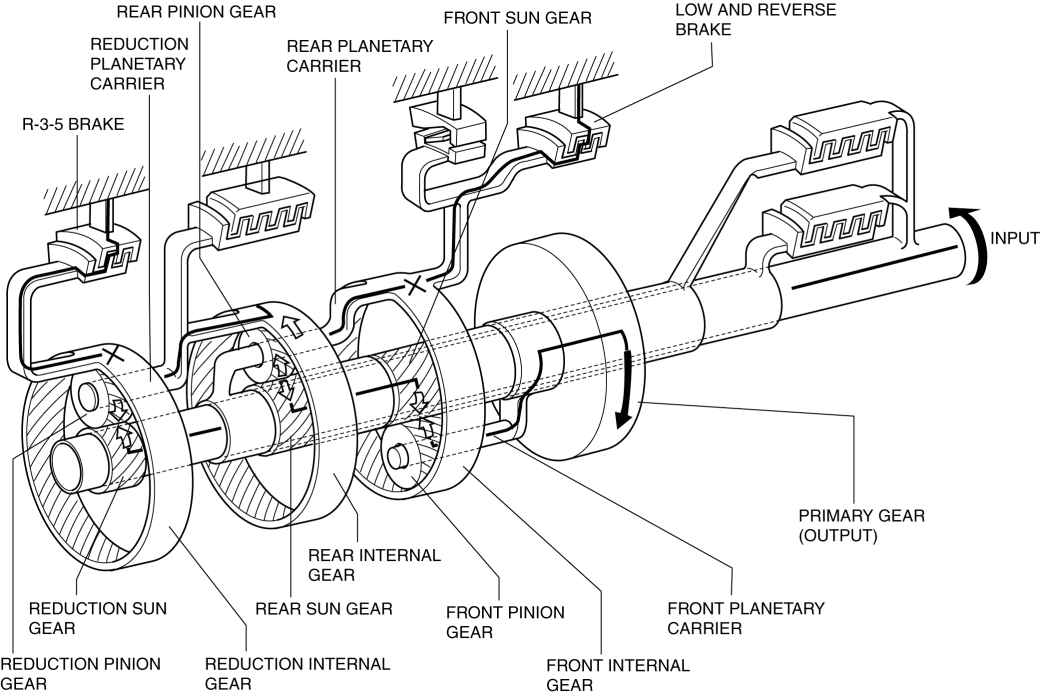 REAR PINION GEAR
FRONT SUN GEAR
LOW AND REVERSE
BRAKE
REDUCTION
PLANETARY
CARRIER
REAR PLANETARY
CARRIER
R-3-5 BRAKE
INPUT
PRIMARY GEAR
(OUTPUT)
REAR INTERNAL
GEAR
REDUCTION SUN
GEAR
REAR SUN GEAR
FRONT PINION
GEAR
FRONT PLANETARY
CARRIER
REDUCTION PINION
GEAR
REDUCTION INTERNAL
GEAR
FRONT INTERNAL
GEAR